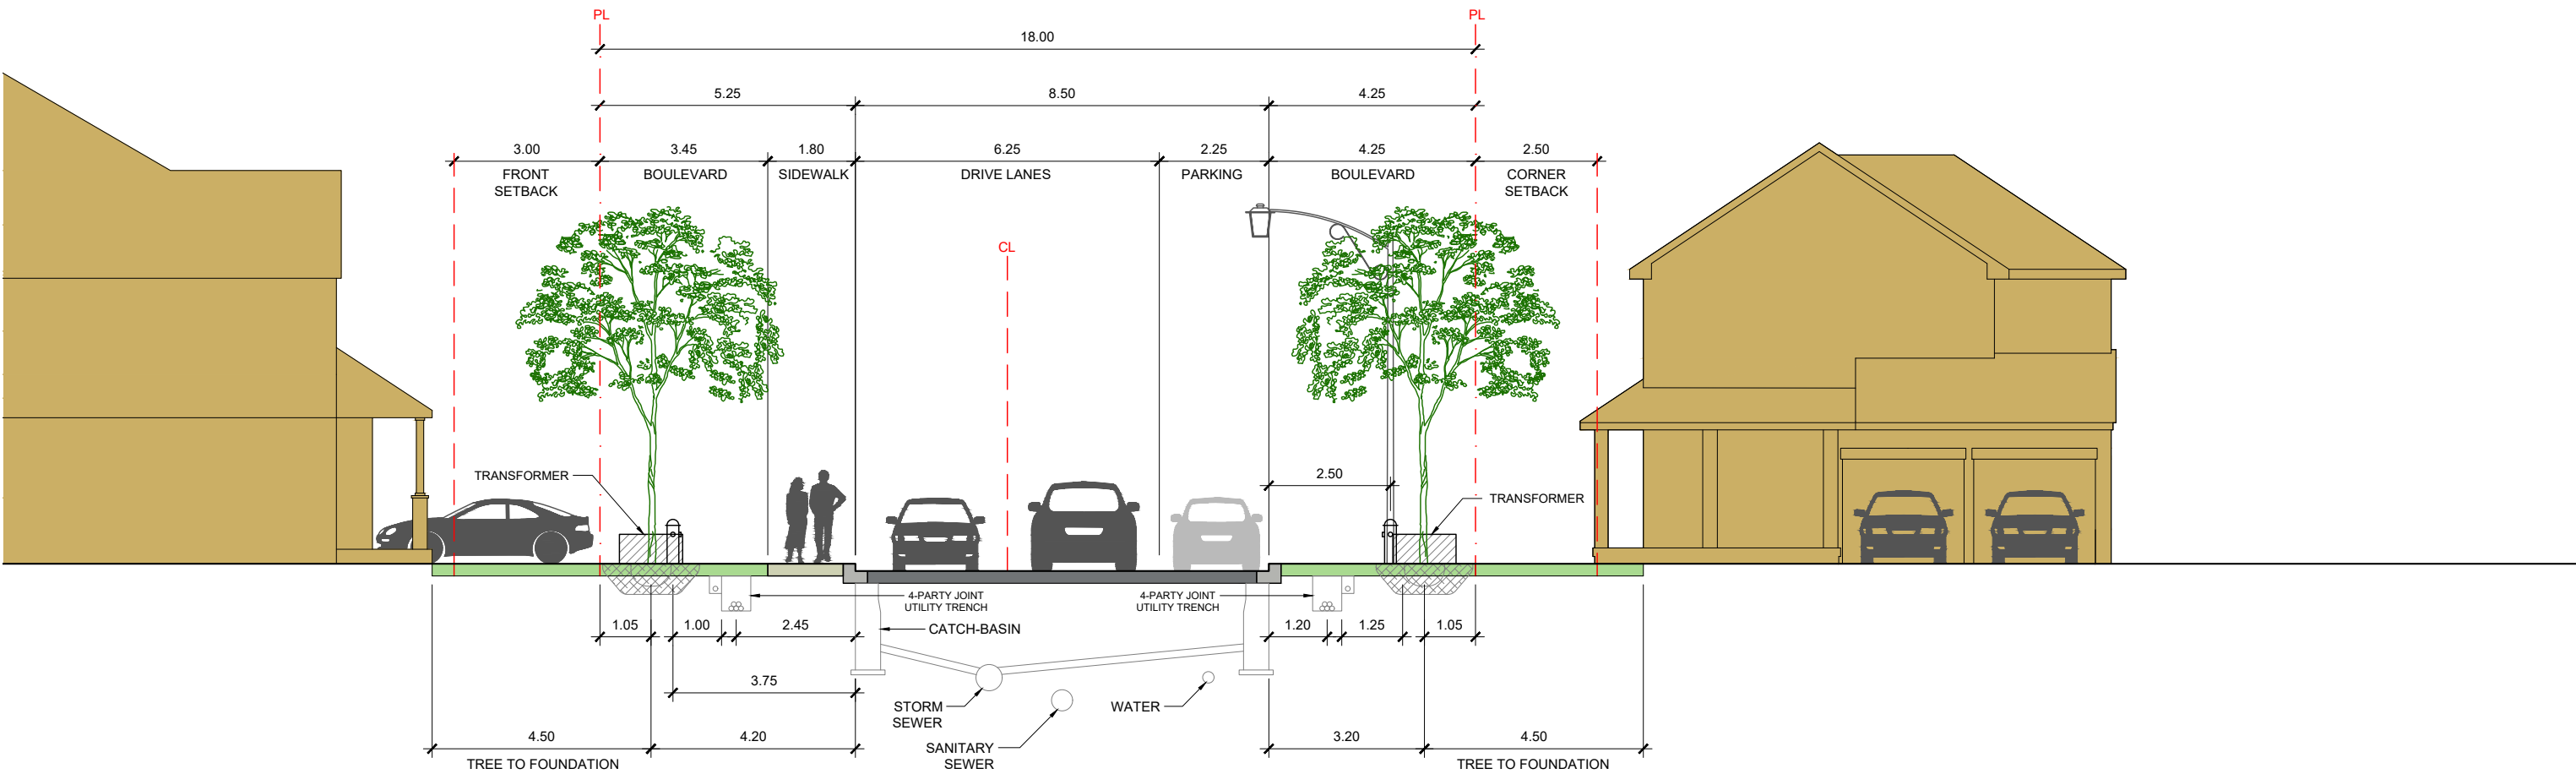 PL
PL
18.00
5.25
8.50
4.25
3.00
3.45
1.80
6.25
2.25
4.25
2.50
FRONT
SETBACK
BOULEVARD
SIDEWALK
DRIVE LANES
PARKING
BOULEVARD
CORNER
SETBACK
CL
TRANSFORMER
2.50
TRANSFORMER
4-PARTY JOINT
UTILITY TRENCH
4-PARTY JOINT
UTILITY TRENCH
1.05
1.00
2.45
CATCH-BASIN
1.20
1.25
1.05
3.75
STORM
SEWER
WATER
SANITARY
SEWER
4.50
4.20
3.20
4.50
TREE TO FOUNDATION
TREE TO FOUNDATION